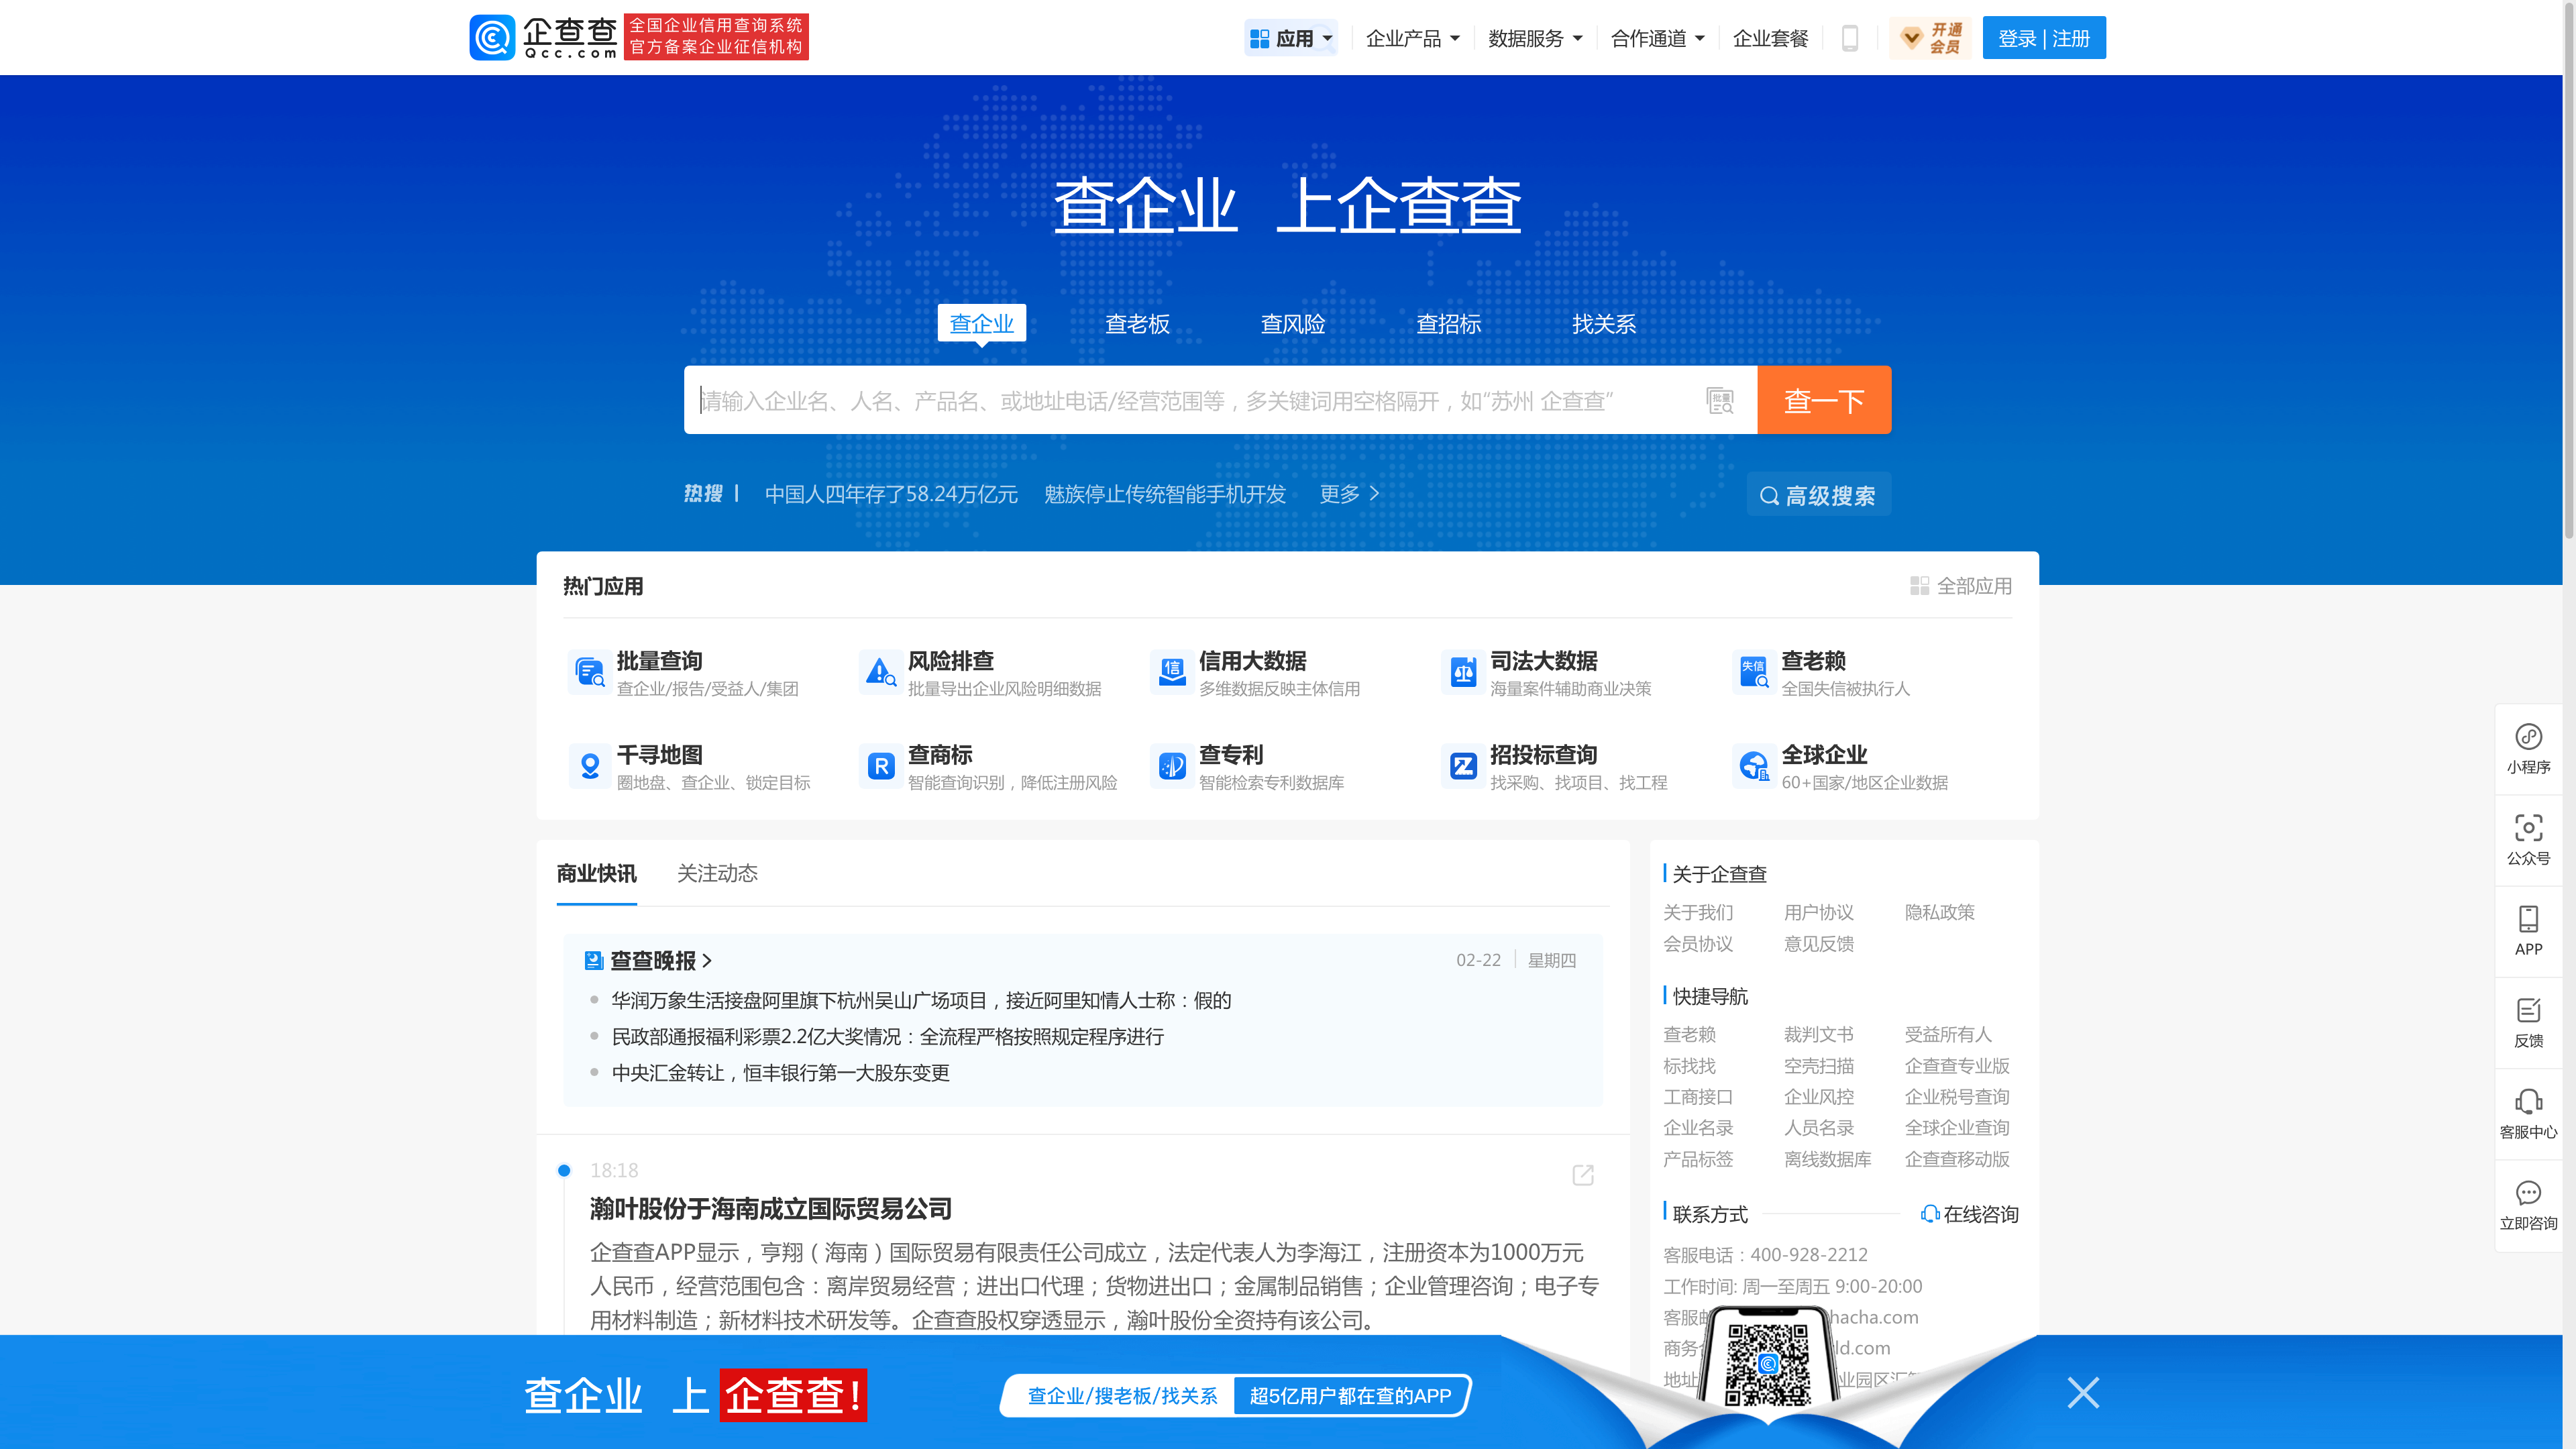 企查查
Qcc.com
全国企业信用查询系统
官方备案企业征信机构
应用
企业产品
数据服务
合作通道
企业套餐
开通
会员
登录 | 注册
查企业 上企查查
查企业
查老板
查风险
查招标
找关系
请输入企业名、人名、产品名、或地址电话/经营范围等，多关键词用空格隔开，如“苏州 企查查”
批量
查一下
热搜
中国人四年存了58.24万亿元
魅族停止传统智能手机开发
更多
高级搜索
热门应用
全部应用
批量查询
查企业/报告/受益人/集团
风险排查
批量导出企业风险明细数据
信
信用大数据
多维数据反映主体信用
司法大数据
海量案件辅助商业决策
失信
查老赖
全国失信被执行人
千寻地图
圈地盘、查企业、锁定目标
R
查商标
智能查询识别，降低注册风险
查专利
智能检索专利数据库
招投标查询
找采购、找项目、找工程
全球企业
60+国家/地区企业数据
商业快讯
关注动态
查查晚报
02-22
星期四
华润万象生活接盘阿里旗下杭州吴山广场项目，接近阿里知情人士称：假的
民政部通报福利彩票2.2亿大奖情况：全流程严格按照规定程序进行
中央汇金转让，恒丰银行第一大股东变更
18:18
瀚叶股份于海南成立国际贸易公司
企查查APP显示，亨翔（海南）国际贸易有限责任公司成立，法定代表人为李海江，注册资本为1000万元
人民币，经营范围包含：离岸贸易经营；进出口代理；货物进出口；金属制品销售；企业管理咨询；电子专
用材料制造；新材料技术研发等。企查查股权穿透显示，瀚叶股份全资持有该公司。
关于企查查
关于我们
用户协议
隐私政策
会员协议
意见反馈
快捷导航
查老赖
裁判文书
受益所有人
标找找
空壳扫描
企查查专业版
工商接口
企业风控
企业税号查询
企业名录
人员名录
全球企业查询
产品标签
离线数据库
企查查移动版
联系方式
在线咨询
客服电话：400-928-2212
工作时间: 周一至周五 9:00-20:00
客服
hacha.com
商务
ld.com
地址
业园区汇
小程序
公众号
APP
反馈
客服中心
立即咨询
查企业 上 企查查!
查企业/搜老板/找关系
超5亿用户都在查的APP